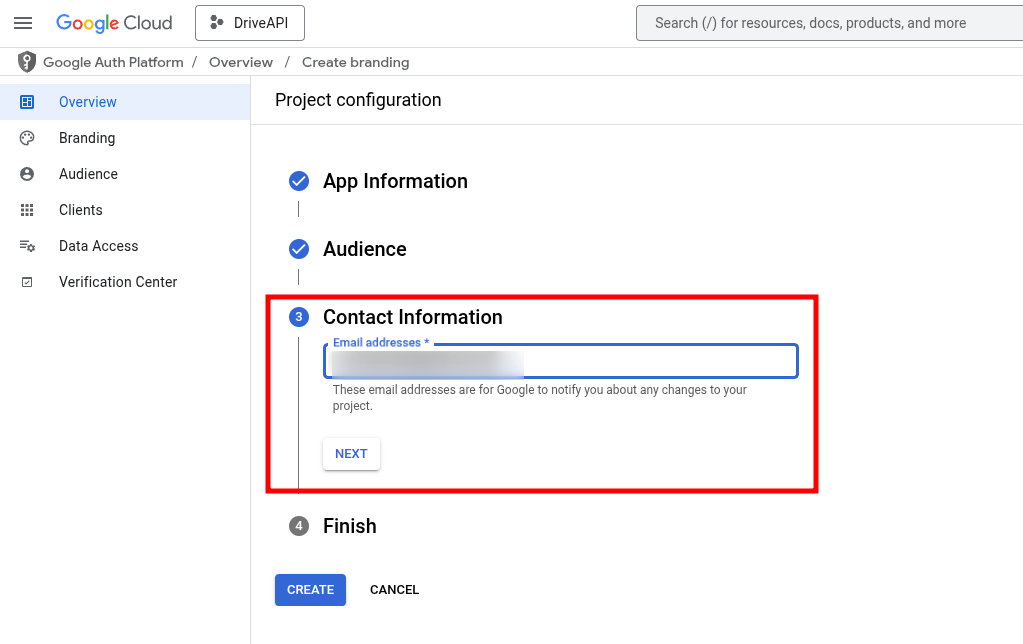 Google Cloud
DriveAPI
Search (/) for resources, docs, products, and more
Google Auth Platform / Overview / Create branding
Overview
Branding
Audience
Clients
Data Access
Verification Center
Project configuration
App Information
Audience
3 Contact Information
Email addresses *
These email addresses are for Google to notify you about any changes to your
project.
NEXT
4 Finish
CREATE
CANCEL